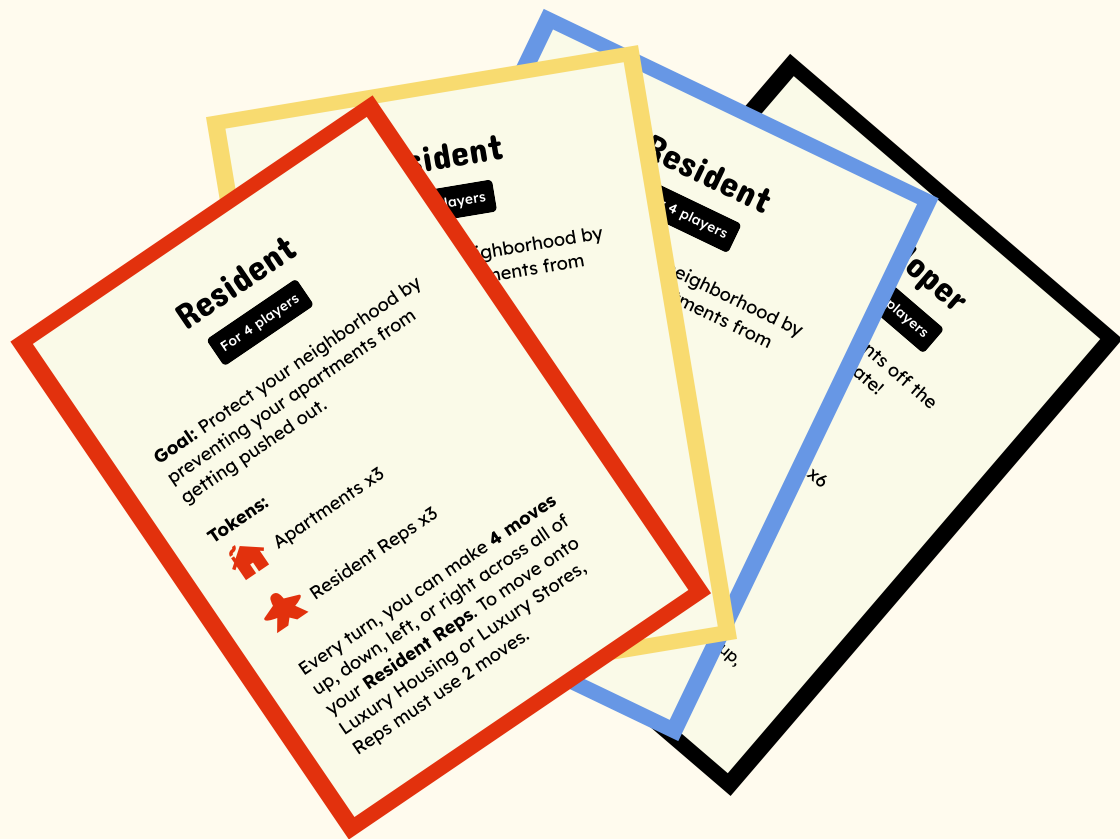 Resident
For 4 players
Goal: Protect your neighborhood by
preventing your apartments from
getting pushed out.
Tokens:
Apartments x3
Resident Reps x3
Every turn, you can make 4 moves
up, down, left, or right across all of
your Resident Reps. To move onto
Luxury Housing or Luxury Stores,
Reps must use 2 moves.
sident
layers
ighborhood by
ments from
Resident
4 players
eighborhood by
ments from
oper
players
nts off the
ate!
x6
up,